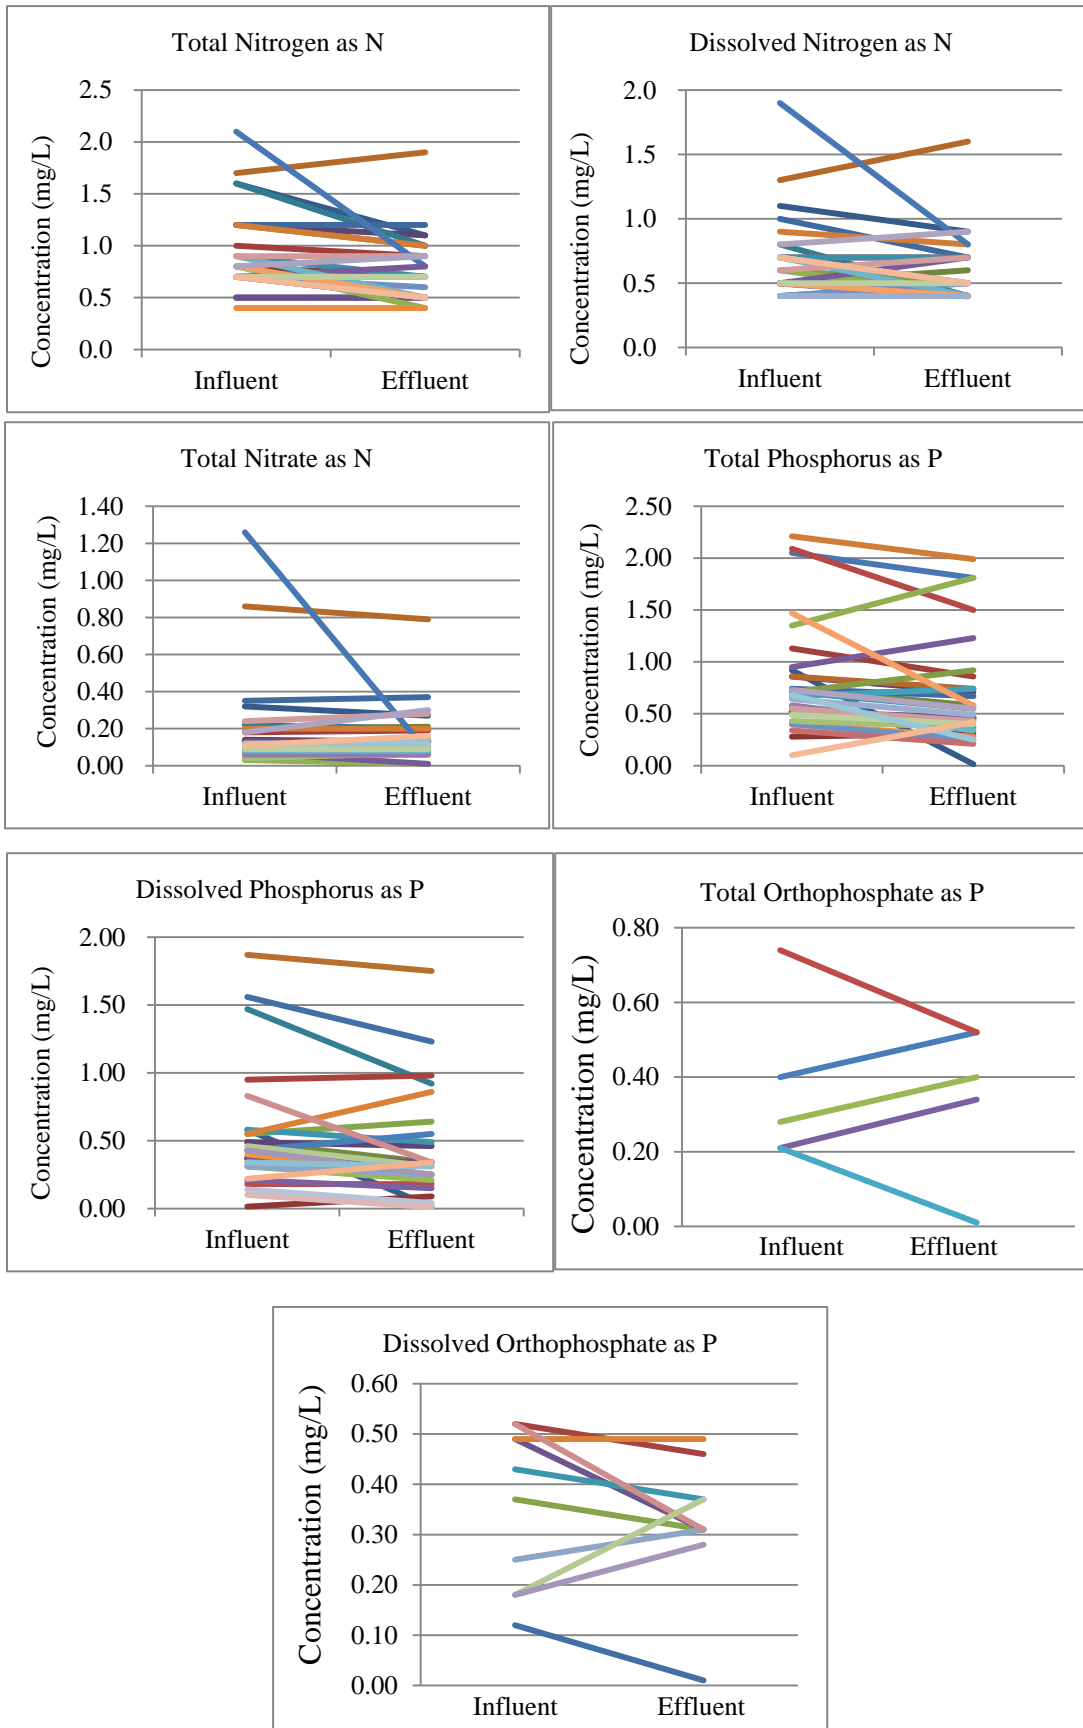 Total Nitrogen as N
Concentration (mg/L)
2.5
2.0
1.5
1.0
0.5
0.0
Influent Effluent
Dissolved Nitrogen as N
Concentration (mg/L)
2.0
1.5
1.0
0.5
0.0
Influent Effluent
Total Nitrate as N
Concentration (mg/L)
1.40
1.20
1.00
0.80
0.60
0.40
0.20
0.00
Influent Effluent
Total Phosphorus as P
Concentration (mg/L)
2.50
2.00
1.50
1.00
0.50
0.00
Influent Effluent
Dissolved Phosphorus as P
Concentration (mg/L)
2.00
1.50
1.00
0.50
0.00
Influent Effluent
Total Orthophosphate as P
Concentration (mg/L)
0.80
0.60
0.40
0.20
0.00
Influent Effluent
Dissolved Orthophosphate as P
Concentration (mg/L)
0.60
0.50
0.40
0.30
0.20
0.10
0.00
Influent Effluent